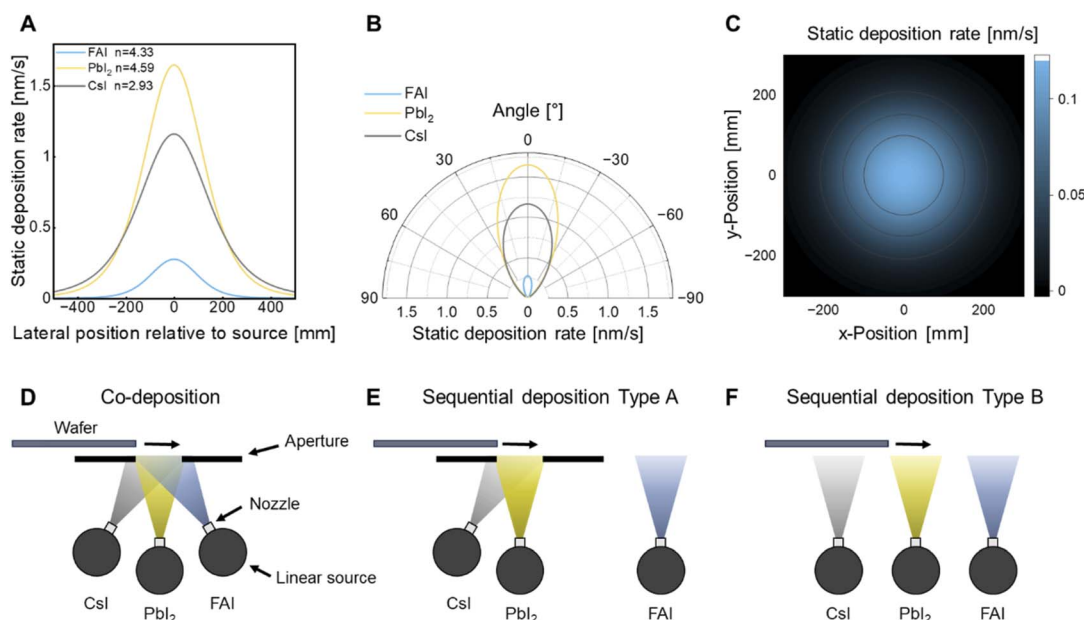 A
Static deposition rate [nm/s]
FAI n=4.33
PbI₂ n=4.59
CsI n=2.93
1.5
1
0.5
0
−400 −200 0 200 400
Lateral position relative to source [mm]
B
FAI
PbI₂
CsI
Angle [°]
0
30 −30
60 −60
90 −90
1.5 1.0 0.5 0 0.5 1.0 1.5
Static deposition rate [nm/s]
C
Static deposition rate [nm/s]
y-Position [mm]
200
0
−200
−200 0 200
x-Position [mm]
0.1
0.05
0
D Co-deposition
Wafer
Aperture
Nozzle
Linear source
CsI PbI₂ FAI
E Sequential deposition Type A
CsI PbI₂ FAI
F Sequential deposition Type B
CsI PbI₂ FAI